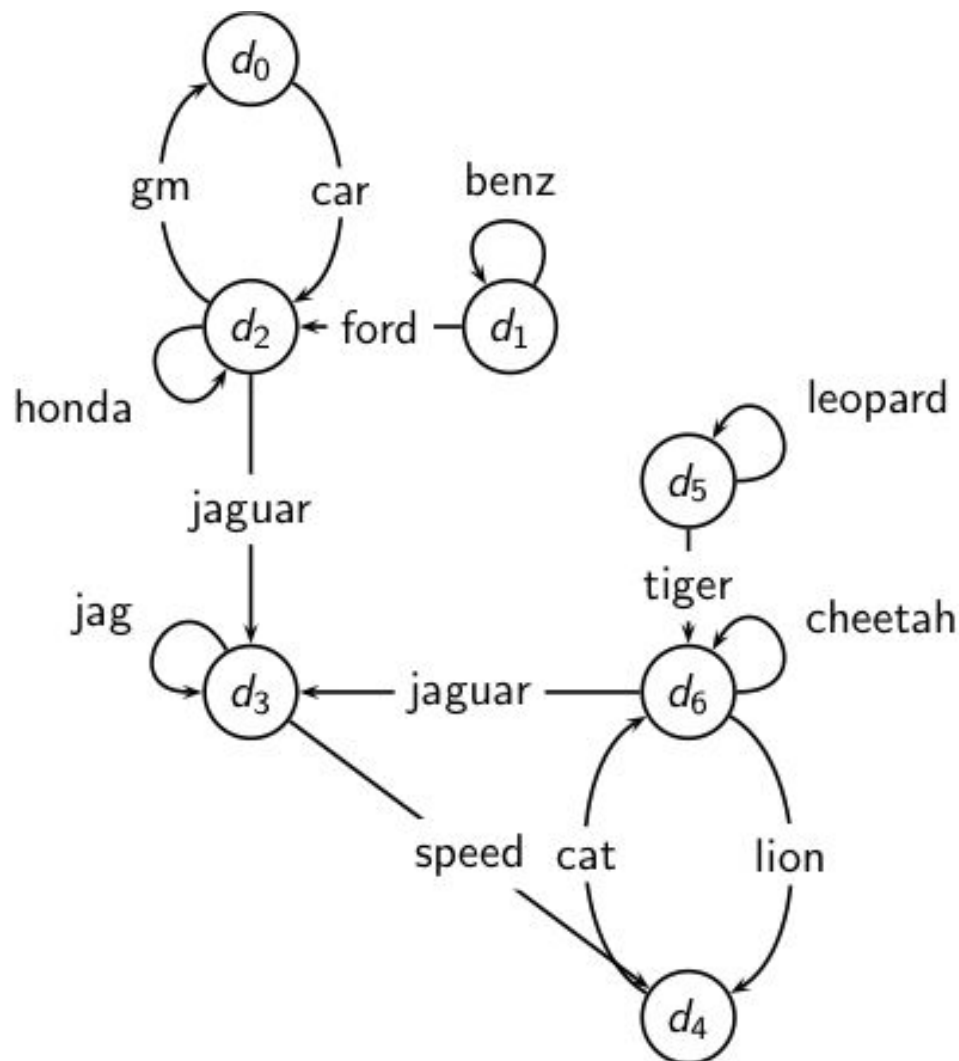 d₀
gm
car
benz
d₂
ford
d₁
honda
leopard
d₅
jaguar
tiger
jag
cheetah
d₃
jaguar
d₆
speed
cat
lion
d₄